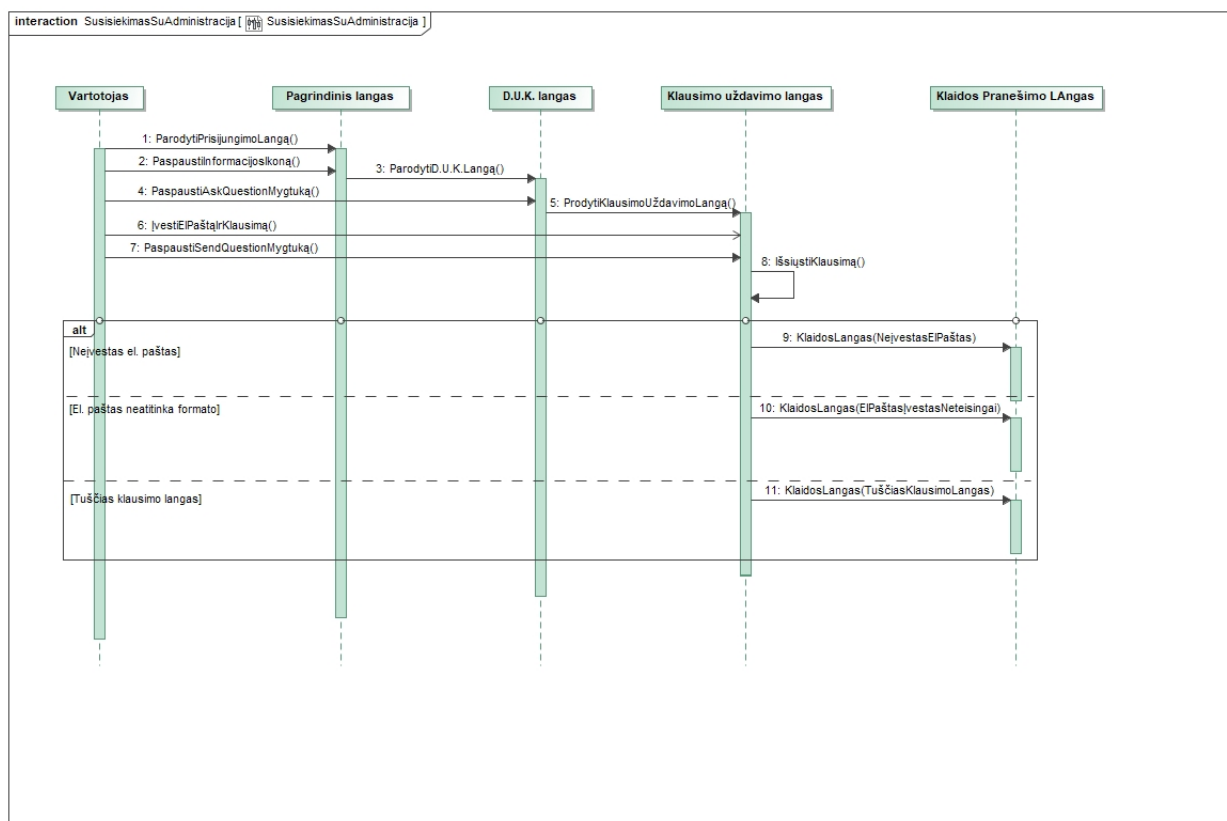 interaction SusisiekimasSuAdministracija [ SusisiekimasSuAdministracija ]
Vartotojas
Pagrindinis langas
D.U.K. langas
Klausimo uždavimo langas
Klaidos Pranešimo LAngas
1: ParodytiPrisijungimoLangą()
2: PaspaustiInformacijosIkoną()
3: ParodytiD.U.K.Langą()
4: PaspaustiAskQuestionMygtuką()
5: ProdytiKlausimoUždavimoLangą()
6: ĮvestiElPaštąIrKlausimą()
7: PaspaustiSendQuestionMygtuką()
8: IšsiųstiKlausimą()
alt
[Neįvestas el. paštas]
9: KlaidosLangas(NeįvestasElPaštas)
[El. paštas neatitinka formato]
10: KlaidosLangas(ElPaštasĮvestasNeteisingai)
[Tuščias klausimo langas]
11: KlaidosLangas(TuščiasKlausimoLangas)